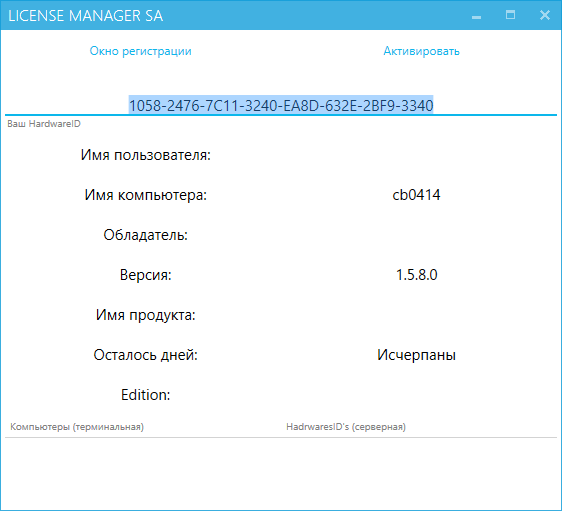 LICENSE MANAGER SA
Окно регистрации Активировать
1058-2476-7C11-3240-EA8D-632E-2BF9-3340
Ваш HardwareID
Имя пользователя:
Имя компьютера: cb0414
Обладатель:
Версия: 1.5.8.0
Имя продукта:
Осталось дней: Исчерпаны
Edition:
Компьютеры (терминальная) HadrwaresID's (серверная)